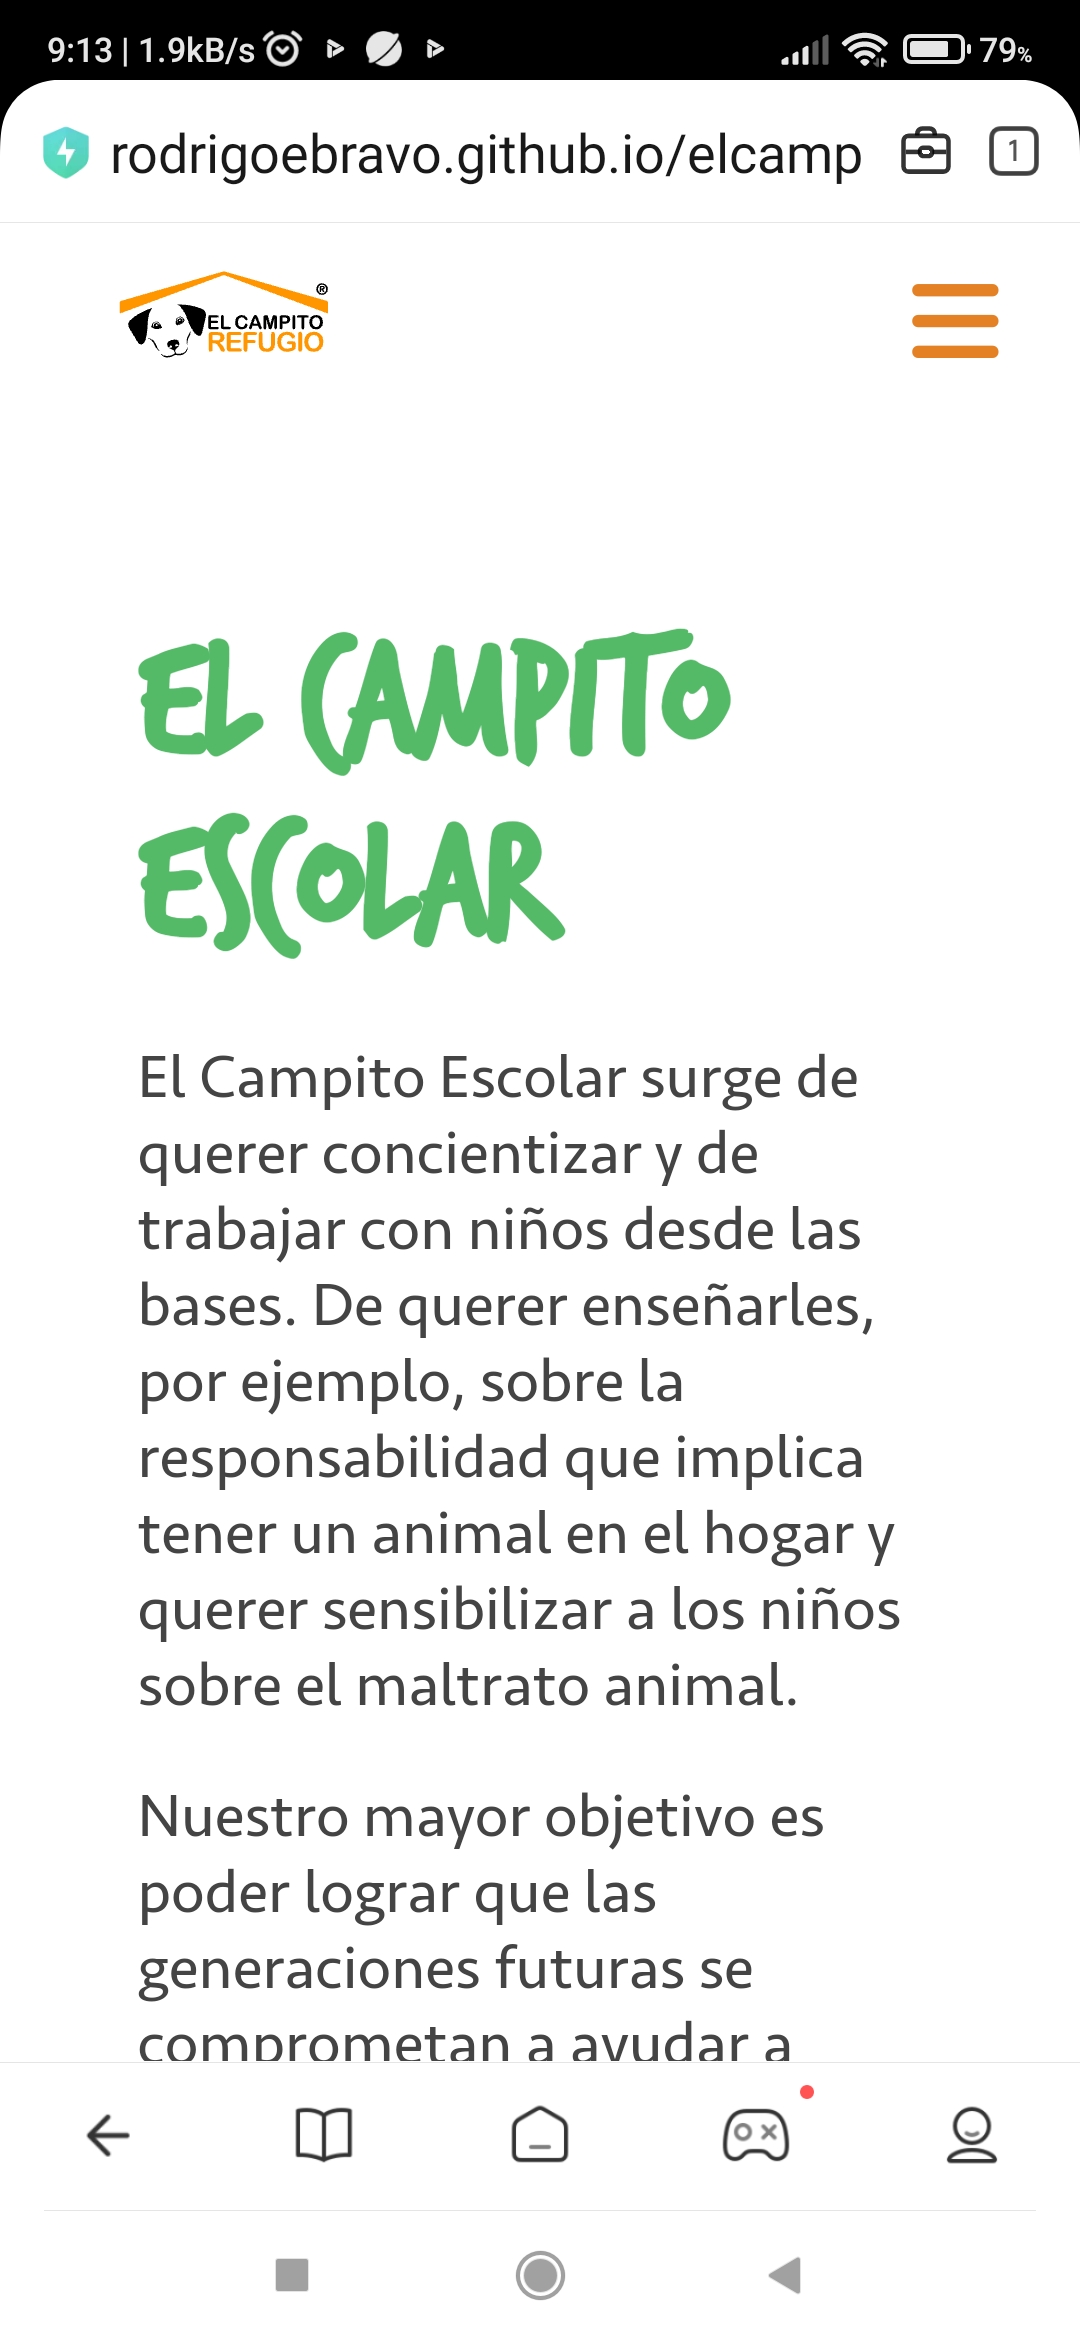 9:13 | 1.9kB/s 79%
rodrigoebravo.github.io/elcamp 1
®
EL CAMPITO
REFUGIO
EL CAMPITO
ESCOLAR
El Campito Escolar surge de
querer concientizar y de
trabajar con niños desde las
bases. De querer enseñarles,
por ejemplo, sobre la
responsabilidad que implica
tener un animal en el hogar y
querer sensibilizar a los niños
sobre el maltrato animal.
Nuestro mayor objetivo es
poder lograr que las
generaciones futuras se
comprometan a ayudar a